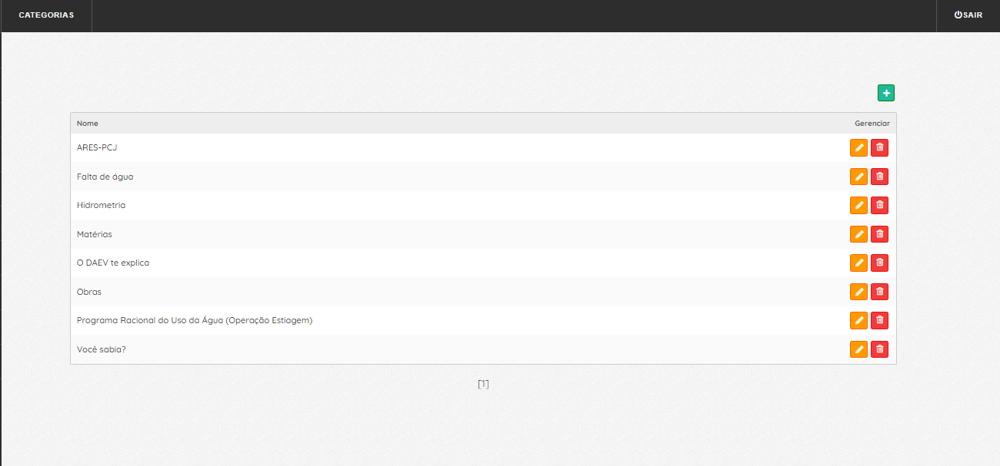 CATEGORIAS
SAIR
Nome Gerenciar
ARES-PCJ
Falta de água
Hidrometria
Matérias
O DAEV te explica
Obras
Programa Racional do Uso da Água (Operação Estiagem)
Você sabia?
[1]